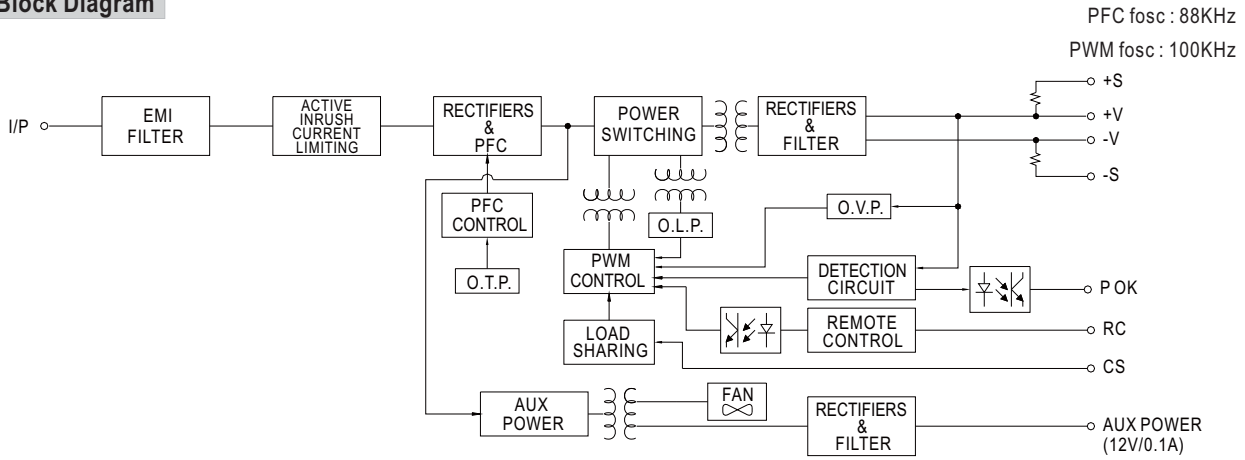 Block Diagram
PFC fosc : 88KHz
PWM fosc : 100KHz
I/P
EMI
FILTER
ACTIVE
INRUSH
CURRENT
LIMITING
RECTIFIERS
&
PFC
POWER
SWITCHING
RECTIFIERS
&
FILTER
+S
+V
-V
-S
PFC
CONTROL
O.T.P.
O.L.P.
O.V.P.
PWM
CONTROL
DETECTION
CIRCUIT
P OK
LOAD
SHARING
REMOTE
CONTROL
RC
CS
AUX
POWER
FAN
RECTIFIERS
&
FILTER
AUX POWER
(12V/0.1A)